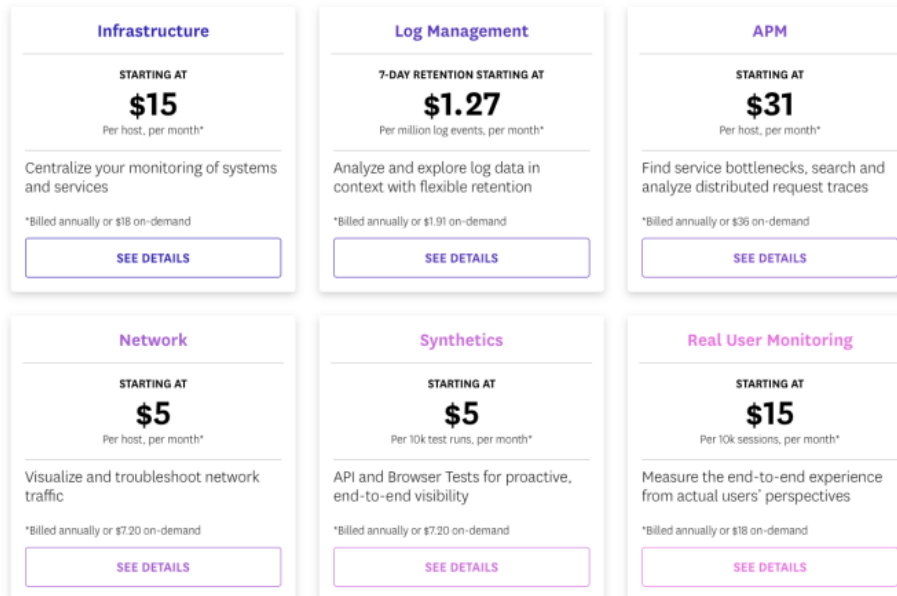 Infrastructure
STARTING AT
$15
Per host, per month*
Centralize your monitoring of systems
and services
*Billed annually or $18 on-demand
SEE DETAILS
Log Management
7-DAY RETENTION STARTING AT
$1.27
Per million log events, per month*
Analyze and explore log data in
context with flexible retention
*Billed annually or $1.91 on-demand
SEE DETAILS
APM
STARTING AT
$31
Per host, per month*
Find service bottlenecks, search and
analyze distributed request traces
*Billed annually or $36 on-demand
SEE DETAILS
Network
STARTING AT
$5
Per host, per month*
Visualize and troubleshoot network
traffic
*Billed annually or $7.20 on-demand
SEE DETAILS
Synthetics
STARTING AT
$5
Per 10k test runs, per month*
API and Browser Tests for proactive,
end-to-end visibility
*Billed annually or $7.20 on-demand
SEE DETAILS
Real User Monitoring
STARTING AT
$15
Per 10k sessions, per month*
Measure the end-to-end experience
from actual users' perspectives
*Billed annually or $18 on-demand
SEE DETAILS